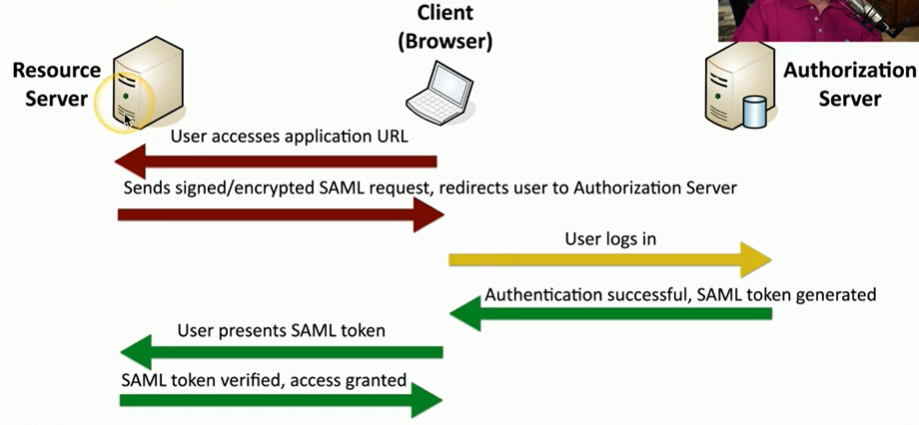 Client
(Browser)
Resource
Server
Authorization
Server
User accesses application URL
Sends signed/encrypted SAML request, redirects user to Authorization Server
User logs in
Authentication successful, SAML token generated
User presents SAML token
SAML token verified, access granted